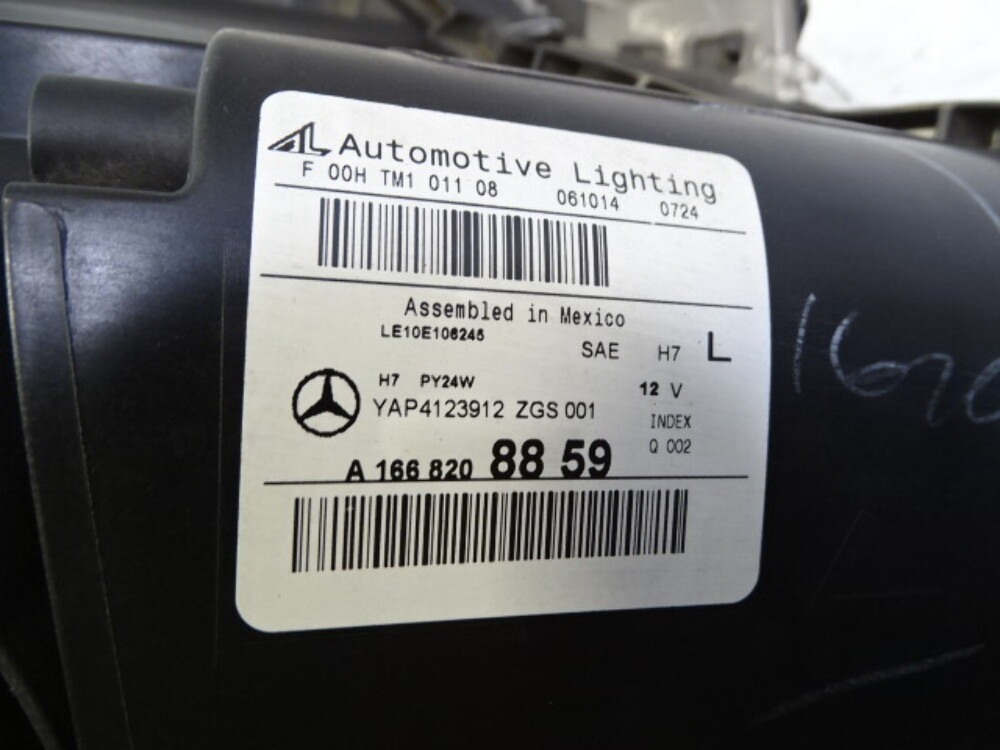 AL Automotive Lighting
F 00H TM1 011 08 061014 0724
Assembled in Mexico
LE10E106245
SAE H7 L
H7 PY24W 12 V
YAP4123912 ZGS 001 INDEX
Q 002
A 166 820 88 59